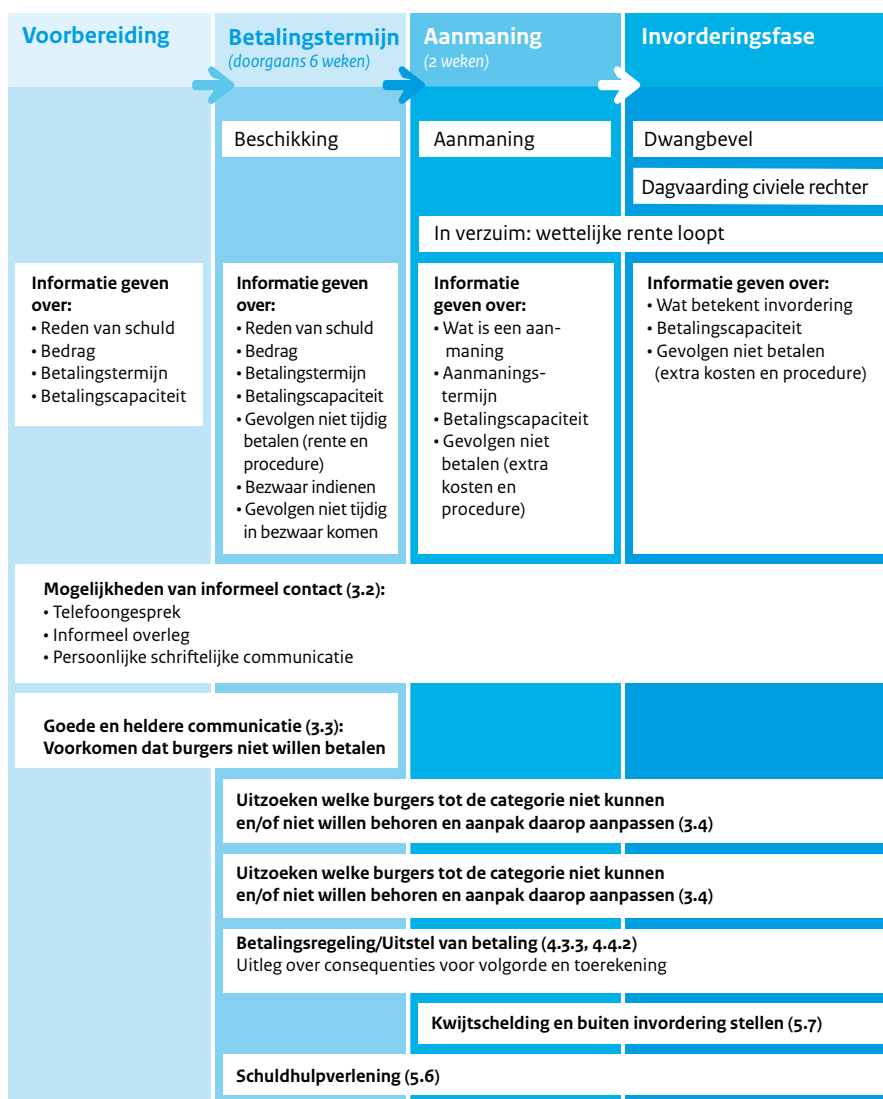 Voorbereiding
Betalingstermijn
(doorgaans 6 weken)
Aanmaning
(2 weken)
Invorderingsfase
Beschikking
Aanmaning
Dwangbevel
Dagvaarding civiele rechter
In verzuim: wettelijke rente loopt
Informatie geven
over:
• Reden van schuld
• Bedrag
• Betalingstermijn
• Betalingscapaciteit
Informatie geven
over:
• Reden van schuld
• Bedrag
• Betalingstermijn
• Betalingscapaciteit
• Gevolgen niet tijdig
betalen (rente en
procedure)
• Bezwaar indienen
• Gevolgen niet tijdig
in bezwaar komen
Informatie
geven over:
• Wat is een aan-
maning
• Aanmanings-
termijn
• Betalingscapaciteit
• Gevolgen niet
betalen (extra
kosten en
procedure)
Informatie geven over:
• Wat betekent invordering
• Betalingscapaciteit
• Gevolgen niet betalen
(extra kosten en procedure)
Mogelijkheden van informeel contact (3.2):
• Telefoongesprek
• Informeel overleg
• Persoonlijke schriftelijke communicatie
Goede en heldere communicatie (3.3):
Voorkomen dat burgers niet willen betalen
Uitzoeken welke burgers tot de categorie niet kunnen
en/of niet willen behoren en aanpak daarop aanpassen (3.4)
Uitzoeken welke burgers tot de categorie niet kunnen
en/of niet willen behoren en aanpak daarop aanpassen (3.4)
Betalingsregeling/Uitstel van betaling (4.3.3, 4.4.2)
Uitleg over consequenties voor volgorde en toerekening
Kwijtschelding en buiten invordering stellen (5.7)
Schuldhulpverlening (5.6)